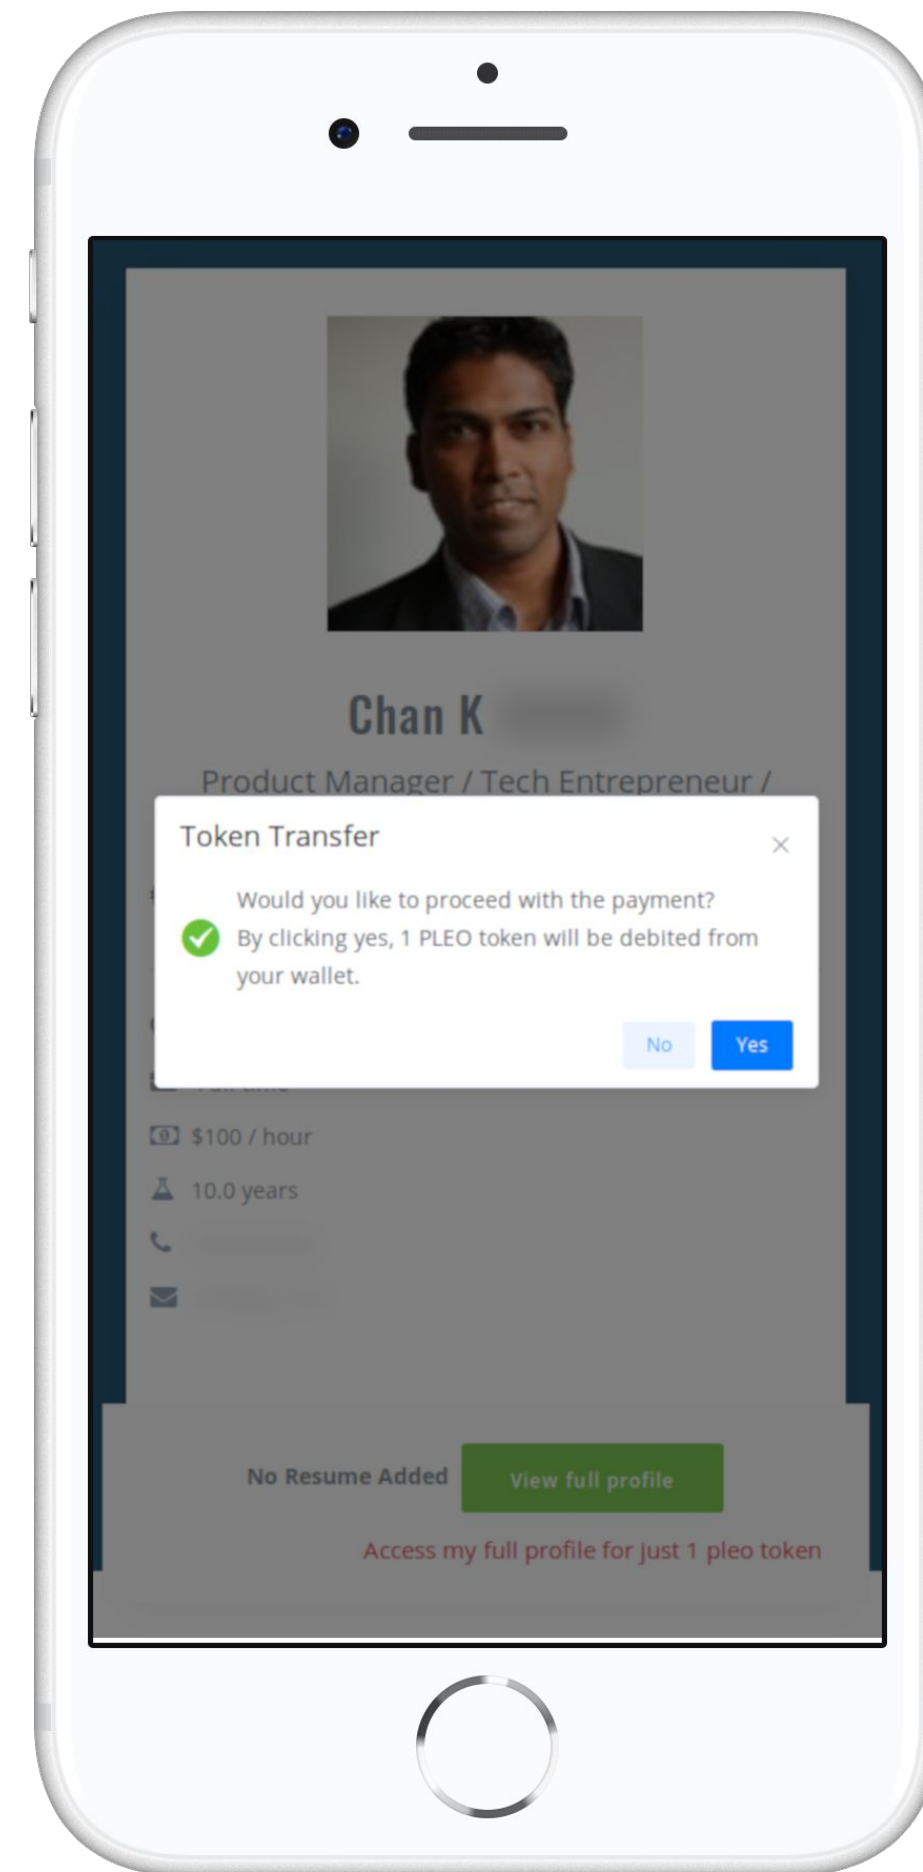 Chan K
Product Manager / Tech Entrepreneur /
Token Transfer
Would you like to proceed with the payment?
By clicking yes, 1 PLEO token will be debited from
your wallet.
No
Yes
$100 / hour
10.0 years
No Resume Added
View full profile
Access my full profile for just 1 pleo token